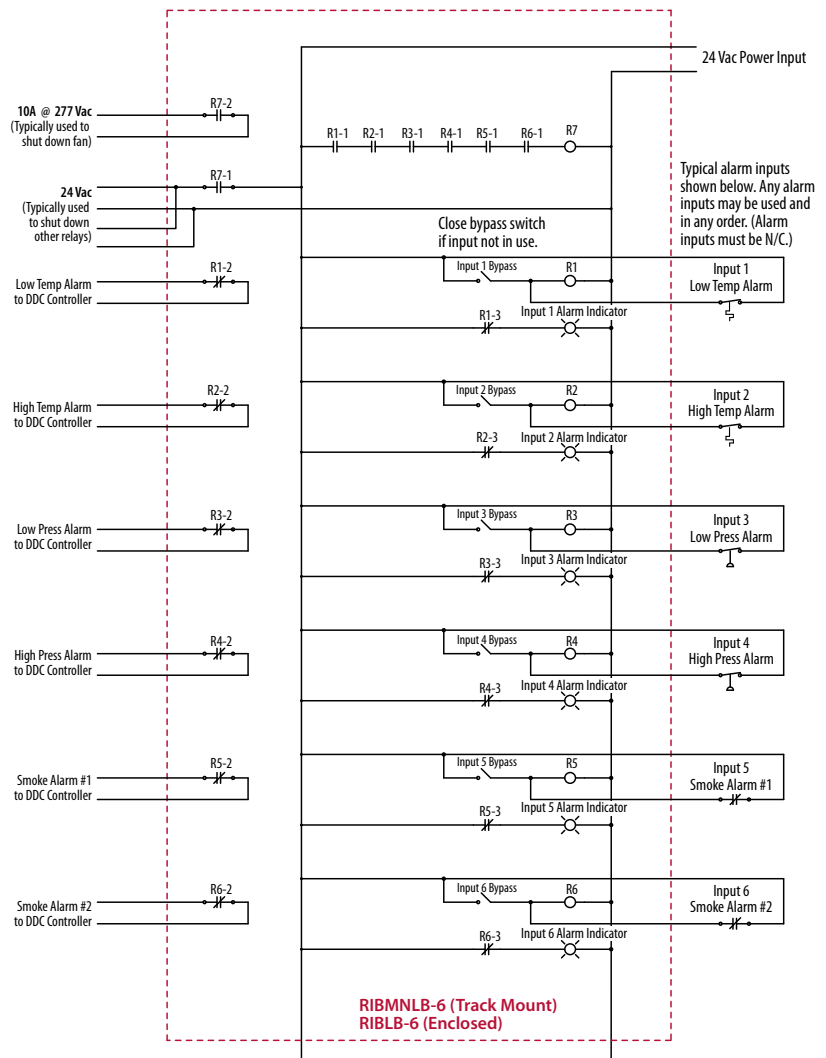 24 Vac Power Input
R7-2
10A @ 277 Vac
(Typically used to
shut down fan)
R1-1 R2-1 R3-1 R4-1 R5-1 R6-1 R7
R7-1
24 Vac
(Typically used
to shut down
other relays)
Typical alarm inputs
shown below. Any alarm
inputs may be used and
in any order. (Alarm
inputs must be N/C.)
Close bypass switch
if input not in use.
R1-2
Low Temp Alarm
to DDC Controller
Input 1 Bypass
R1
Input 1
Low Temp Alarm
R1-3
Input 1 Alarm Indicator
R2-2
High Temp Alarm
to DDC Controller
Input 2 Bypass
R2
Input 2
High Temp Alarm
R2-3
Input 2 Alarm Indicator
R3-2
Low Press Alarm
to DDC Controller
Input 3 Bypass
R3
Input 3
Low Press Alarm
R3-3
Input 3 Alarm Indicator
R4-2
High Press Alarm
to DDC Controller
Input 4 Bypass
R4
Input 4
High Press Alarm
R4-3
Input 4 Alarm Indicator
R5-2
Smoke Alarm #1
to DDC Controller
Input 5 Bypass
R5
Input 5
Smoke Alarm #1
R5-3
Input 5 Alarm Indicator
R6-2
Smoke Alarm #2
to DDC Controller
Input 6 Bypass
R6
Input 6
Smoke Alarm #2
R6-3
Input 6 Alarm Indicator
RIBMNLB-6 (Track Mount)
RIBLB-6 (Enclosed)